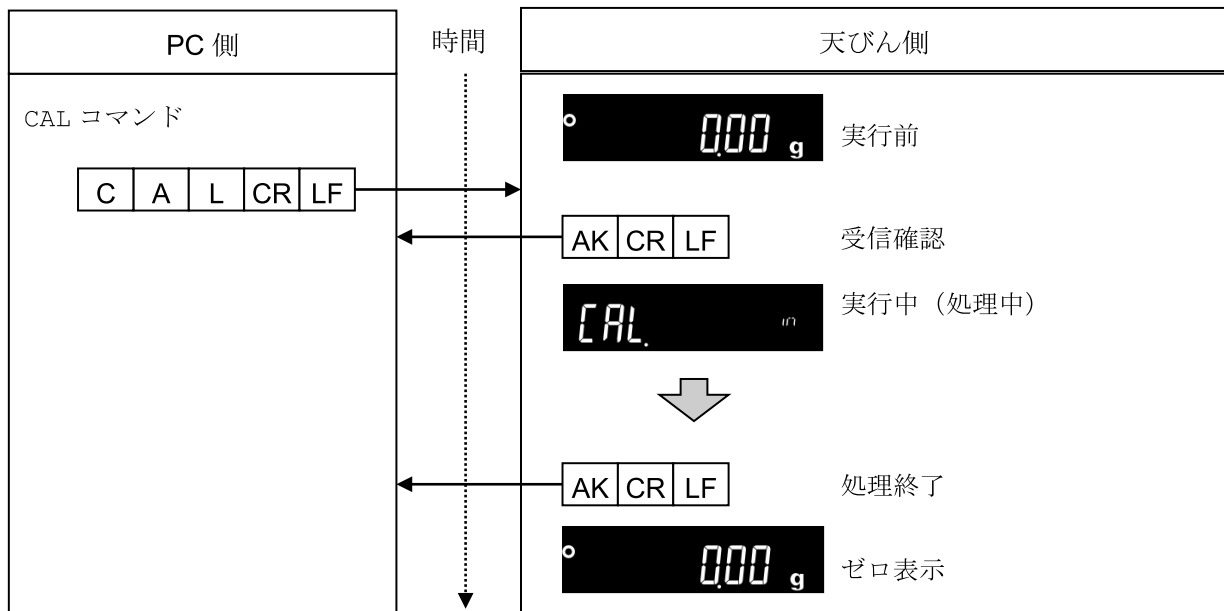 PC 側
時間
天びん側
CAL コマンド
0.00 g
実行前
C A L CR LF
AK CR LF
受信確認
CAL. in
実行中（処理中）
AK CR LF
処理終了
0.00 g
ゼロ表示